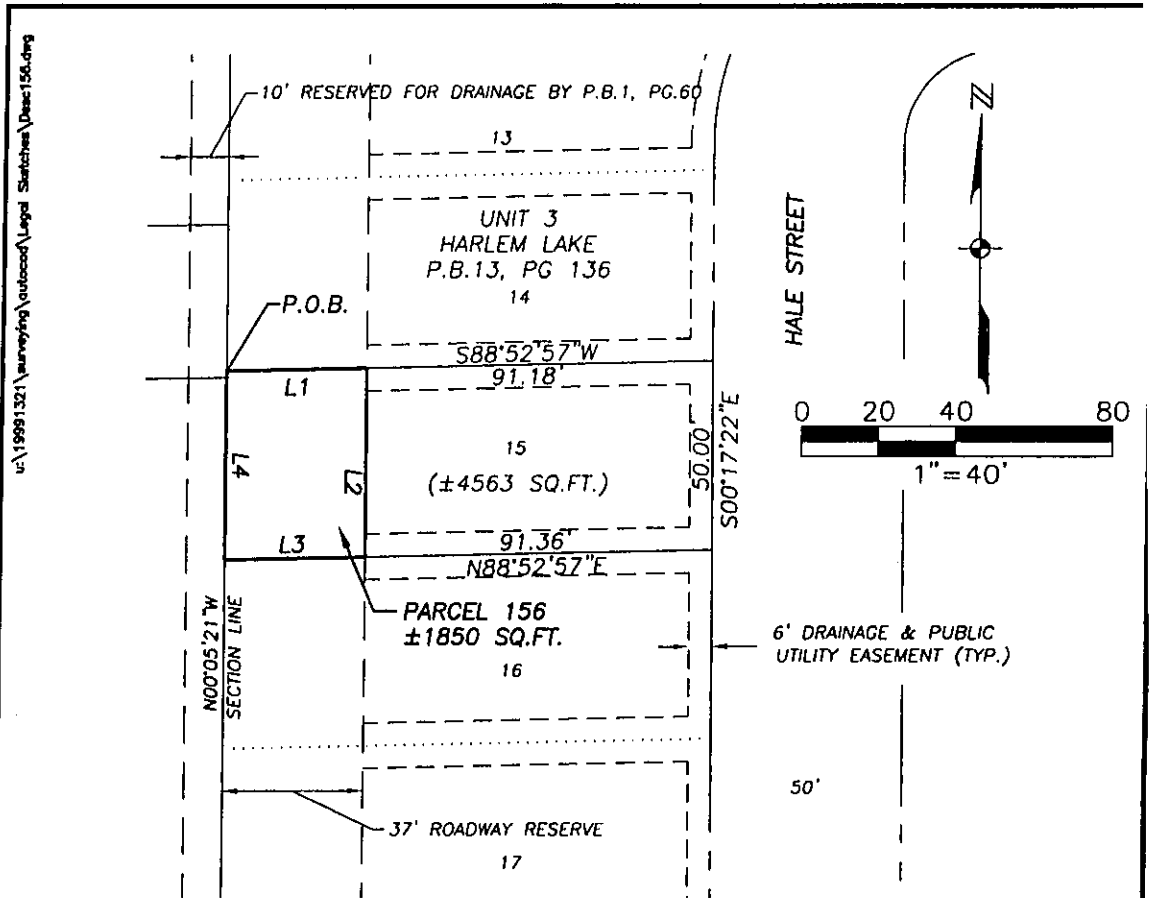 u:\19991321\surveying\autocad\Legal Sketches\Desc156.dwg
10' RESERVED FOR DRAINAGE BY P.B.1, PG.60
13
N
UNIT 3
HARLEM LAKE
P.B.13, PG 136
14
HALE STREET
P.O.B.
S88°52'57"W
91.18'
L1
0 20 40 80
1"=40'
L4
L2
15
(±4563 SQ.FT.)
50.00'
S00°17'22"E
L3
91.36'
N88°52'57"E
PARCEL 156
±1850 SQ.FT.
16
N00°05'21"W
SECTION LINE
6' DRAINAGE & PUBLIC
UTILITY EASEMENT (TYP.)
50'
37' ROADWAY RESERVE
17